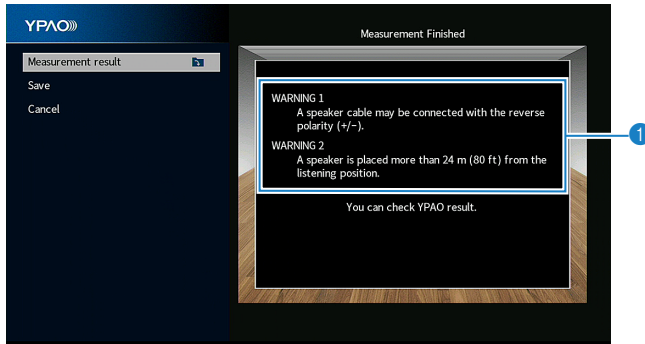 YPAO
Measurement Finished
Measurement result
Save
Cancel
WARNING 1
A speaker cable may be connected with the reverse
polarity (+/-).
WARNING 2
A speaker is placed more than 24 m (80 ft) from the
listening position.
1
You can check YPAO result.